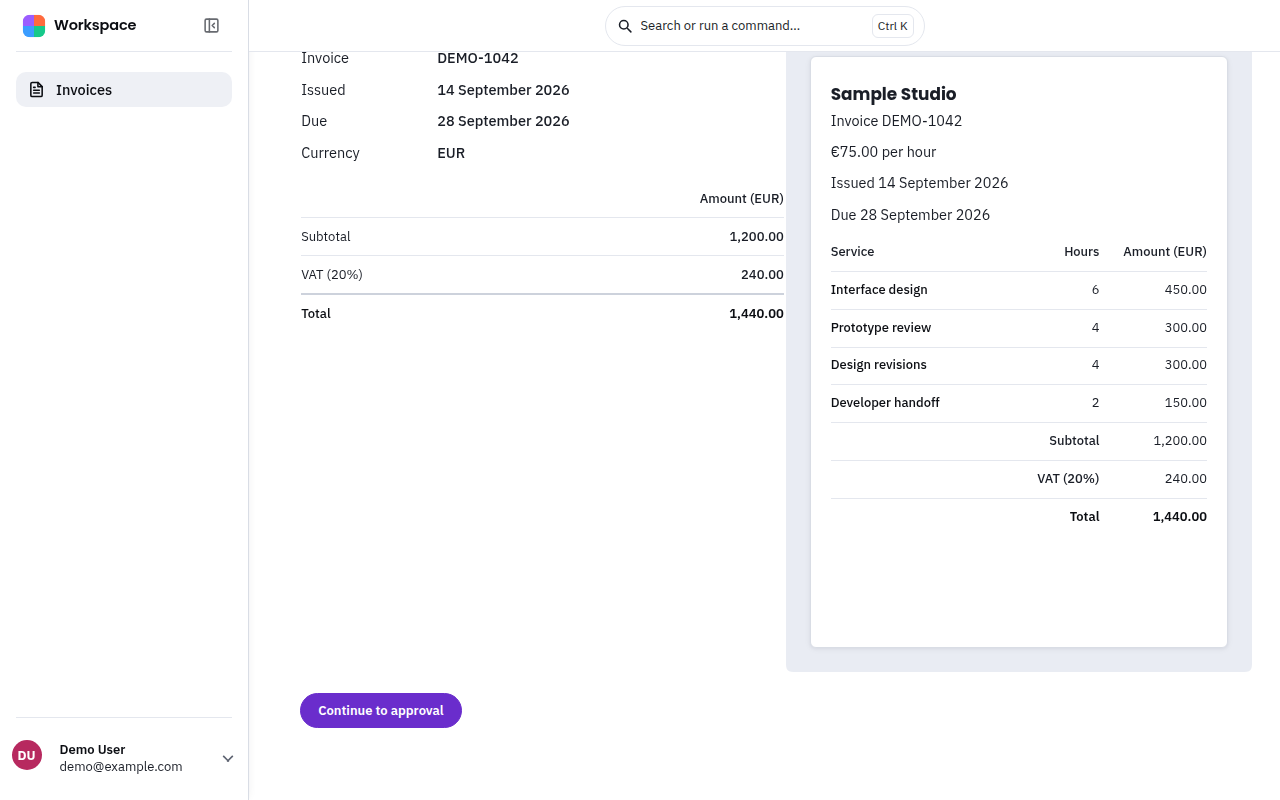 Workspace
Search or run a command...
Ctrl K
Invoices
Demo User
demo@example.com
DU
Invoice DEMO-1042
Issued 14 September 2026
Due 28 September 2026
Currency EUR
Amount (EUR)
Subtotal 1,200.00
VAT (20%) 240.00
Total 1,440.00
Continue to approval
Sample Studio
Invoice DEMO-1042
€75.00 per hour
Issued 14 September 2026
Due 28 September 2026
Service Hours Amount (EUR)
Interface design 6 450.00
Prototype review 4 300.00
Design revisions 4 300.00
Developer handoff 2 150.00
Subtotal 1,200.00
VAT (20%) 240.00
Total 1,440.00